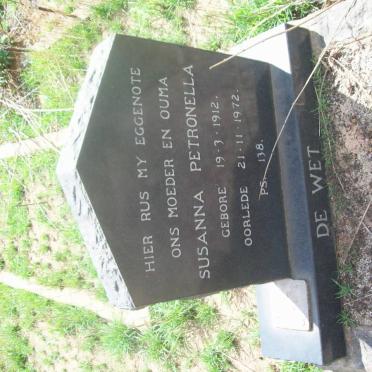 HIER RUS MY EGGENOTE
ONS MOEDER EN OUMA
SUSANNA PETRONELLA
GEBORE 19·3·1912.
OORLEDE 21·11·1972.
PS. 138.
DE WET